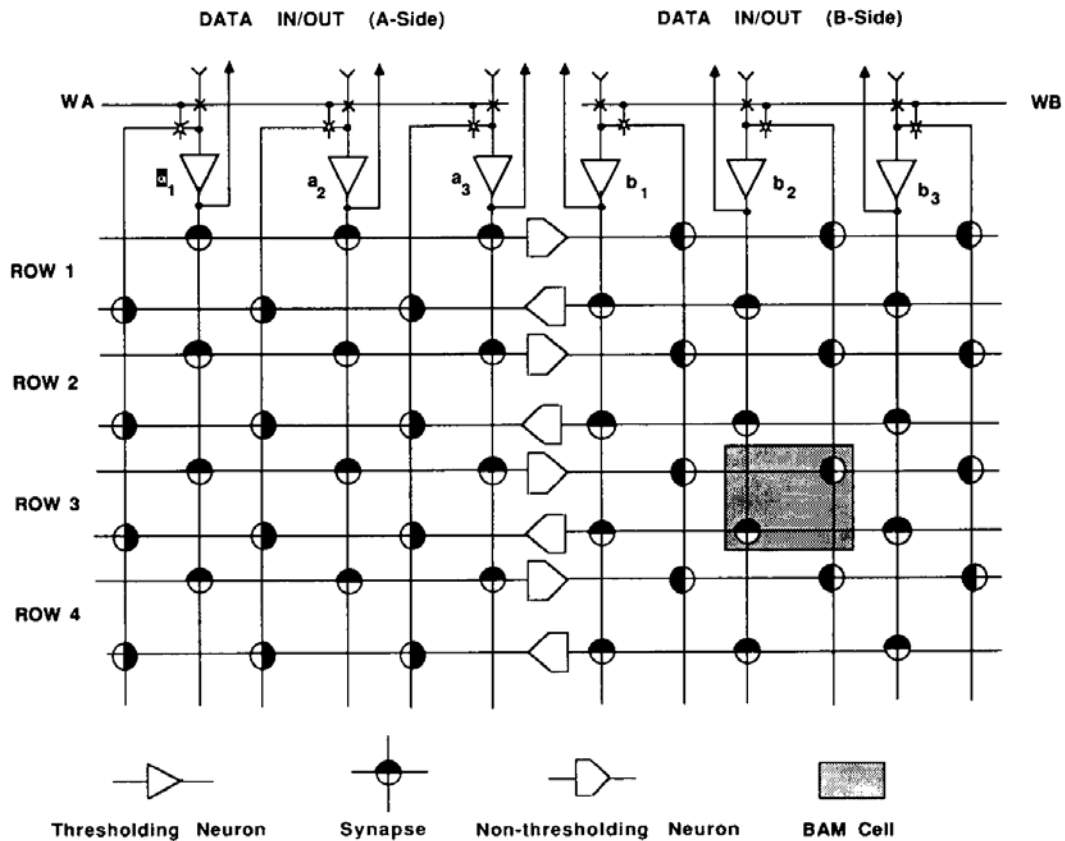 DATA IN/OUT (A-Side) DATA IN/OUT (B-Side)
WA WB
a1 a2 a3 b1 b2 b3
ROW 1
ROW 2
ROW 3
ROW 4
Thresholding Neuron Synapse Non-thresholding Neuron BAM Cell